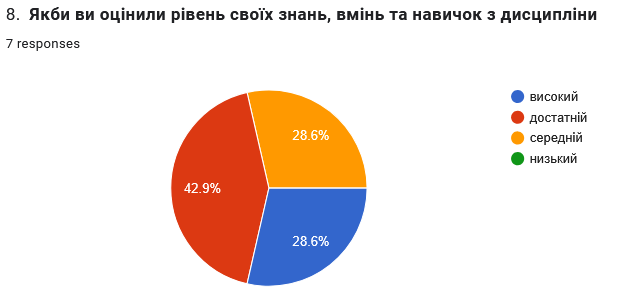 8. Якби ви оцінили рівень своїх знань, вмінь та навичок з дисципліни
7 responses
28.6%
42.9%
28.6%
високий
достатній
середній
низький